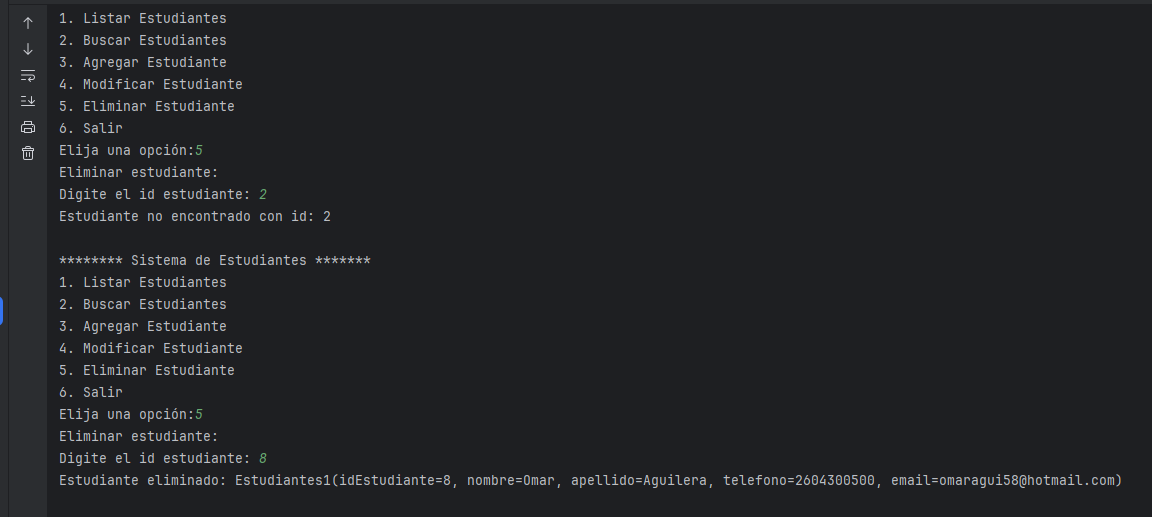 1. Listar Estudiantes
2. Buscar Estudiantes
3. Agregar Estudiante
4. Modificar Estudiante
5. Eliminar Estudiante
6. Salir
Elija una opción:5
Eliminar estudiante:
Digite el id estudiante: 2
Estudiante no encontrado con id: 2
******** Sistema de Estudiantes *******
1. Listar Estudiantes
2. Buscar Estudiantes
3. Agregar Estudiante
4. Modificar Estudiante
5. Eliminar Estudiante
6. Salir
Elija una opción:5
Eliminar estudiante:
Digite el id estudiante: 8
Estudiante eliminado: Estudiantes1(idEstudiante=8, nombre=Omar, apellido=Aguilera, telefono=2604300500, email=omaragui58@hotmail.com)